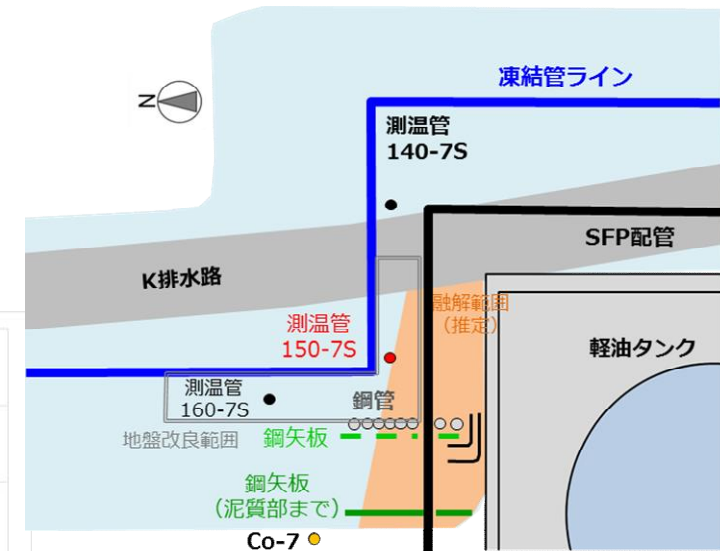 凍結管ライン
N
測温管
140-7S
SFP配管
K排水路
融解範囲
（推定）
測温管
150-7S
軽油タンク
測温管
160-7S
鋼管
地盤改良範囲
鋼矢板
鋼矢板
（泥質部まで）
Co-7